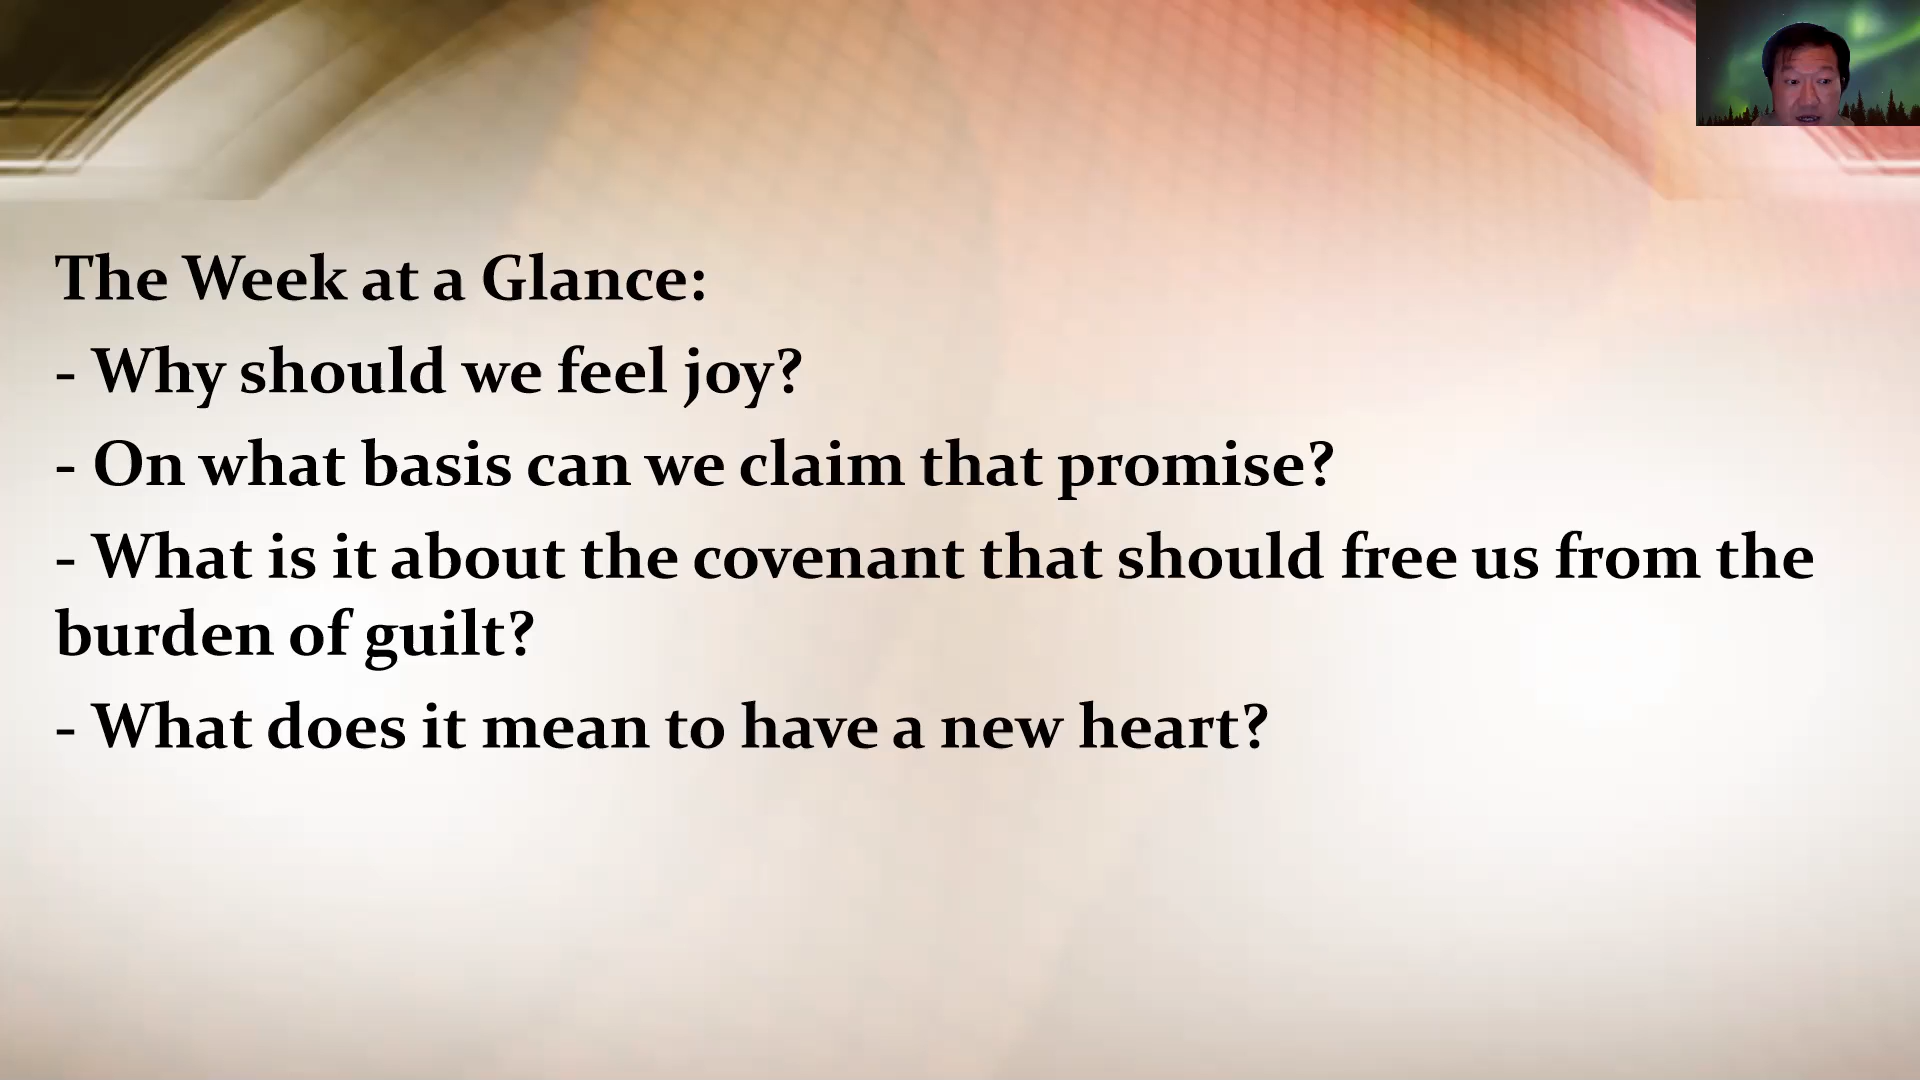 The Week at a Glance:
- Why should we feel joy?
- On what basis can we claim that promise?
- What is it about the covenant that should free us from the
burden of guilt?
- What does it mean to have a new heart?